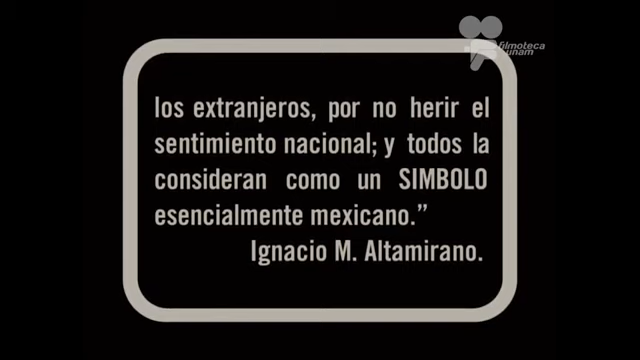 filmoteca
unam
los extranjeros, por no herir el
sentimiento nacional; y todos la
consideran como un SIMBOLO
esencialmente mexicano.”
Ignacio M. Altamirano.